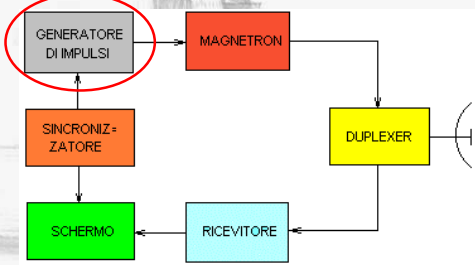 GENERATORE
DI IMPULSI
MAGNETRON
SINCRONIZ=
ZATORE
DUPLEXER
SCHERMO
RICEVITORE